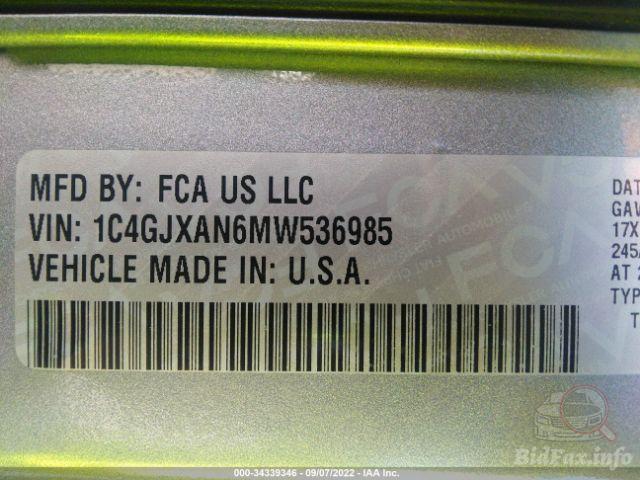 MFD BY: FCA US LLC
VIN: 1C4GJXAN6MW536985
VEHICLE MADE IN: U.S.A.
DAT
GAW
17X
245/
AT 2
TYP
T
BidFax.info
000-34339346 - 09/07/2022 - IAA Inc.